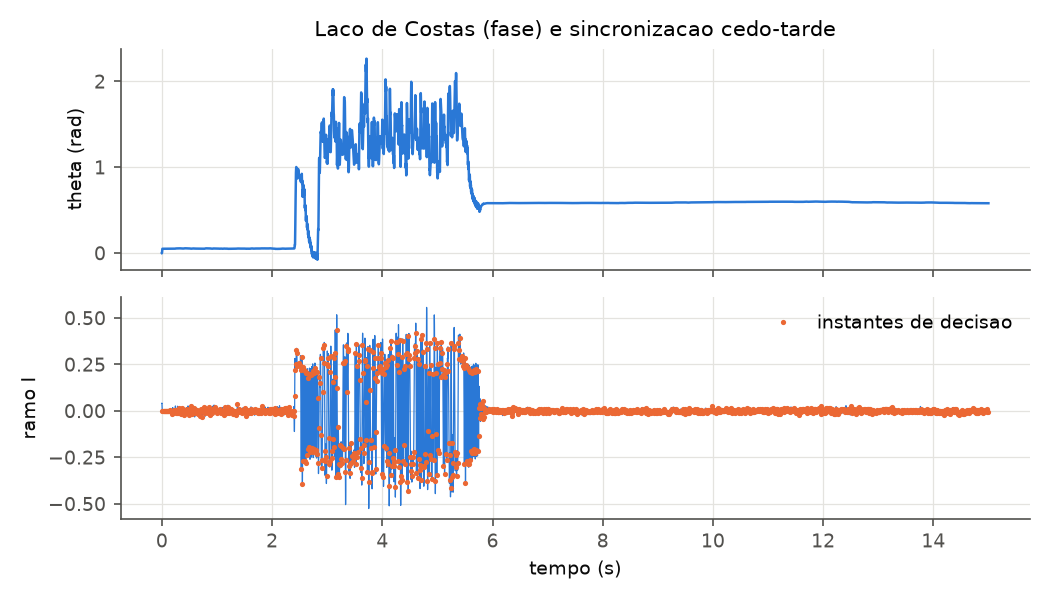 Laco de Costas (fase) e sincronizacao cedo-tarde
theta (rad)
2
1
0
ramo I
0.50
0.25
0.00
−0.25
−0.50
instantes de decisao
0 2 4 6 8 10 12 14
tempo (s)